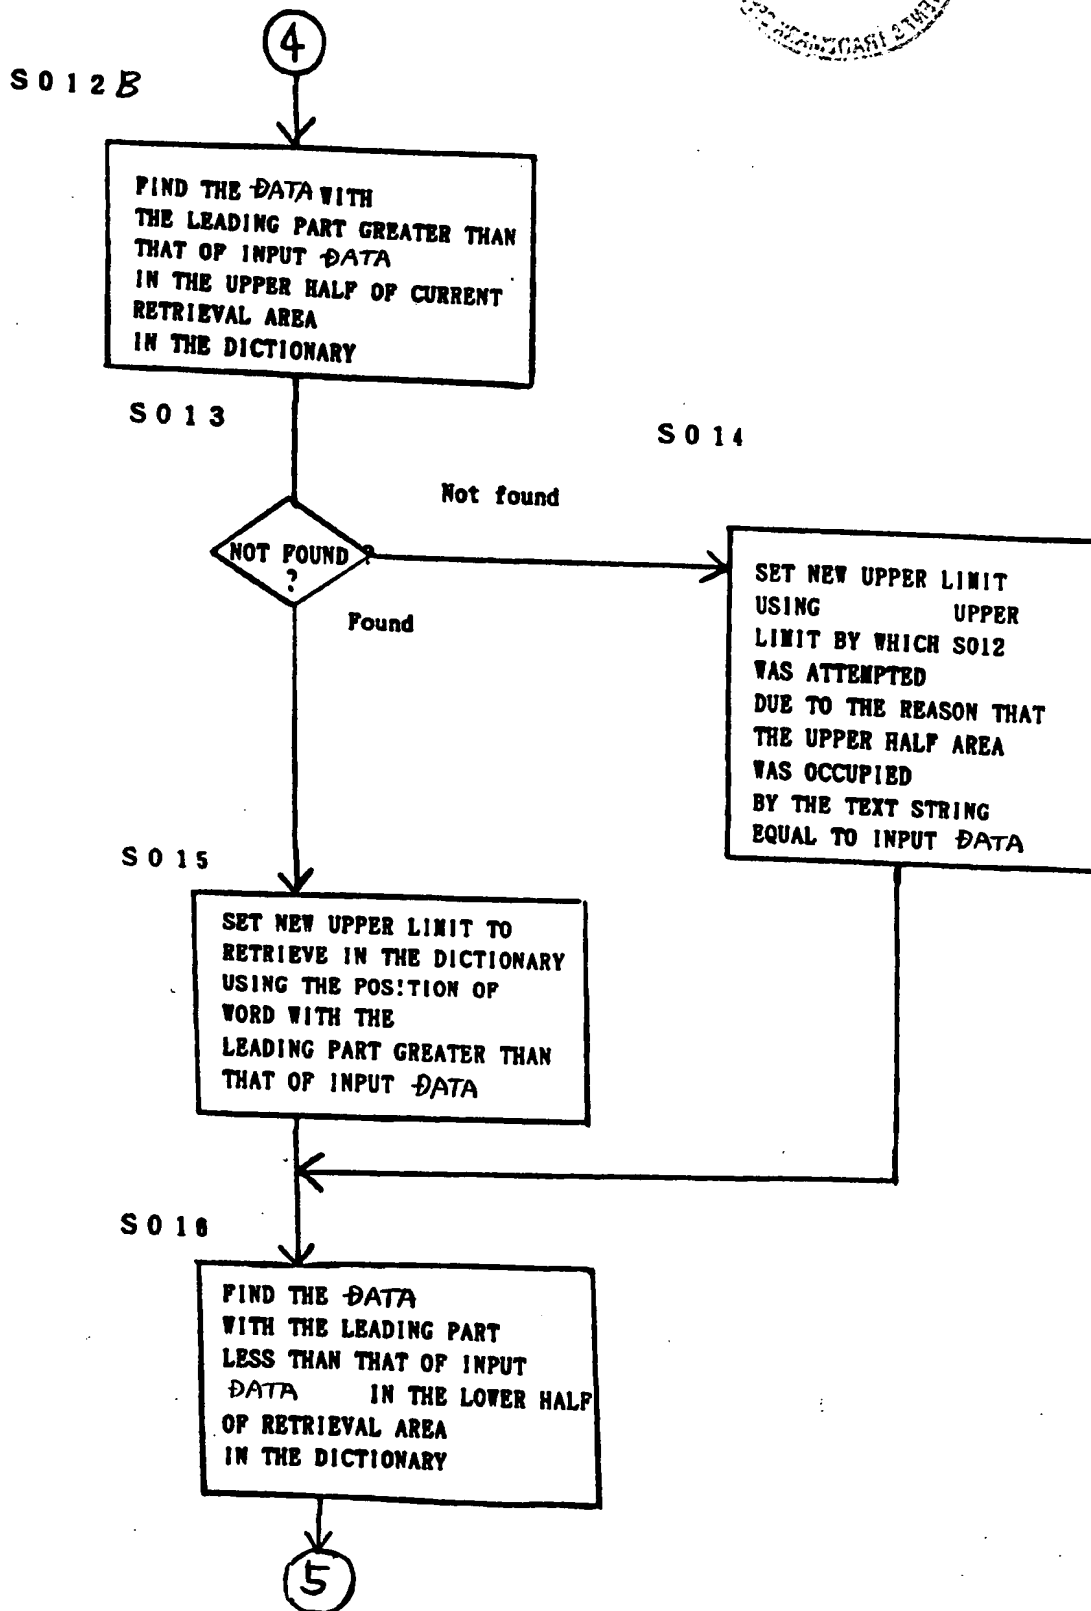 4
S012B
FIND THE DATA WITH
THE LEADING PART GREATER THAN
THAT OF INPUT DATA
IN THE UPPER HALF OF CURRENT
RETRIEVAL AREA
IN THE DICTIONARY
S013
S014
Not found
NOT FOUND ?
?
Found
SET NEW UPPER LIMIT
USING UPPER
LIMIT BY WHICH S012
WAS ATTEMPTED
DUE TO THE REASON THAT
THE UPPER HALF AREA
WAS OCCUPIED
BY THE TEXT STRING
EQUAL TO INPUT DATA
S015
SET NEW UPPER LIMIT TO
RETRIEVE IN THE DICTIONARY
USING THE POSITION OF
WORD WITH THE
LEADING PART GREATER THAN
THAT OF INPUT DATA
S016
FIND THE DATA
WITH THE LEADING PART
LESS THAN THAT OF INPUT
DATA IN THE LOWER HALF
OF RETRIEVAL AREA
IN THE DICTIONARY
5